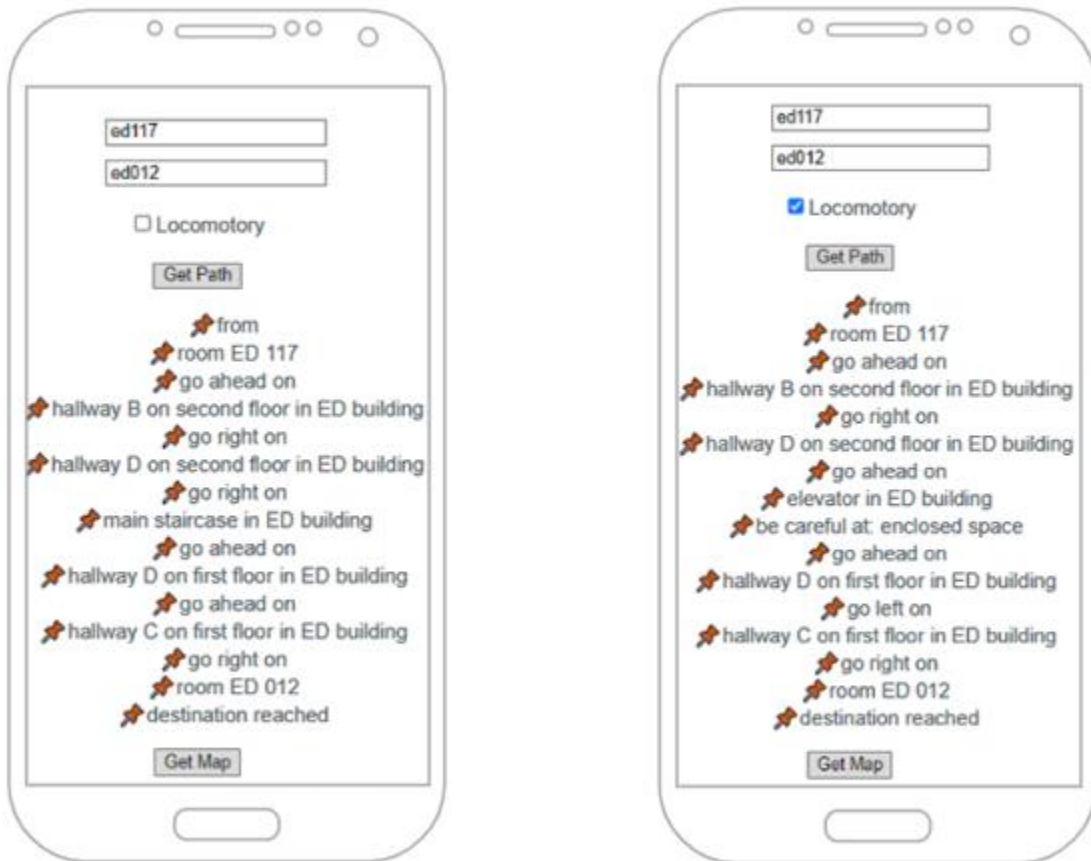 ed117
ed012
Locomotory
Get Path
from
room ED 117
go ahead on
hallway B on second floor in ED building
go right on
hallway D on second floor in ED building
go right on
main staircase in ED building
go ahead on
hallway D on first floor in ED building
go ahead on
hallway C on first floor in ED building
go right on
room ED 012
destination reached
Get Map
ed117
ed012
Locomotory
Get Path
from
room ED 117
go ahead on
hallway B on second floor in ED building
go right on
hallway D on second floor in ED building
go ahead on
elevator in ED building
be careful at: enclosed space
go ahead on
hallway D on first floor in ED building
go left on
hallway C on first floor in ED building
go right on
room ED 012
destination reached
Get Map